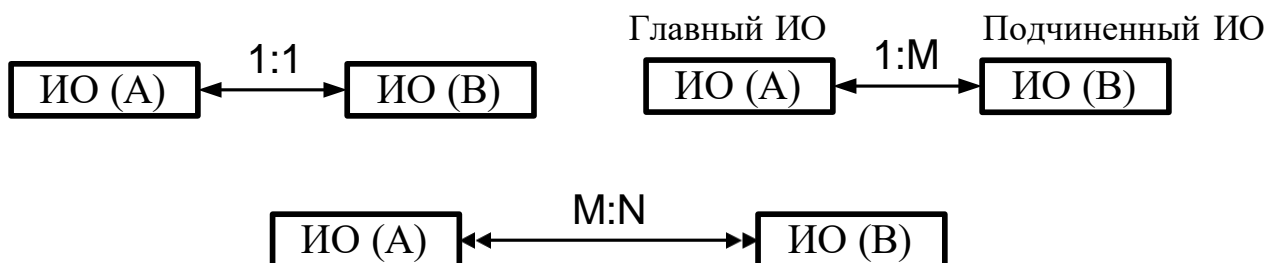 Главный ИО Подчиненный ИО
1:1 1:M
ИО (А) ИО (В) ИО (А) ИО (В)
M:N
ИО (А) ИО (В)